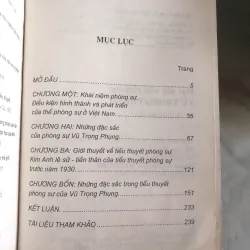 MỤC LỤC
Trang
MỞ ĐẦU 5
CHƯƠNG MỘT: Khái niệm phóng sự.
Điều kiện hình thành và phát triển
của thể phóng sự ở Việt Nam. 35
CHƯƠNG HAI: Những đặc sắc
của phóng sự Vũ Trọng Phụng. 67
CHƯƠNG BA: Giới thuyết về tiểu thuyết phóng sự.
Kim Anh lệ sử - tiền thân của tiểu thuyết phóng sự
trước năm 1930. 121
CHƯƠNG BỐN: Những đặc sắc trong tiểu thuyết
phóng sự của Vũ Trọng Phụng. 151
KẾT LUẬN. 233
TÀI LIỆU THAM KHẢO 239